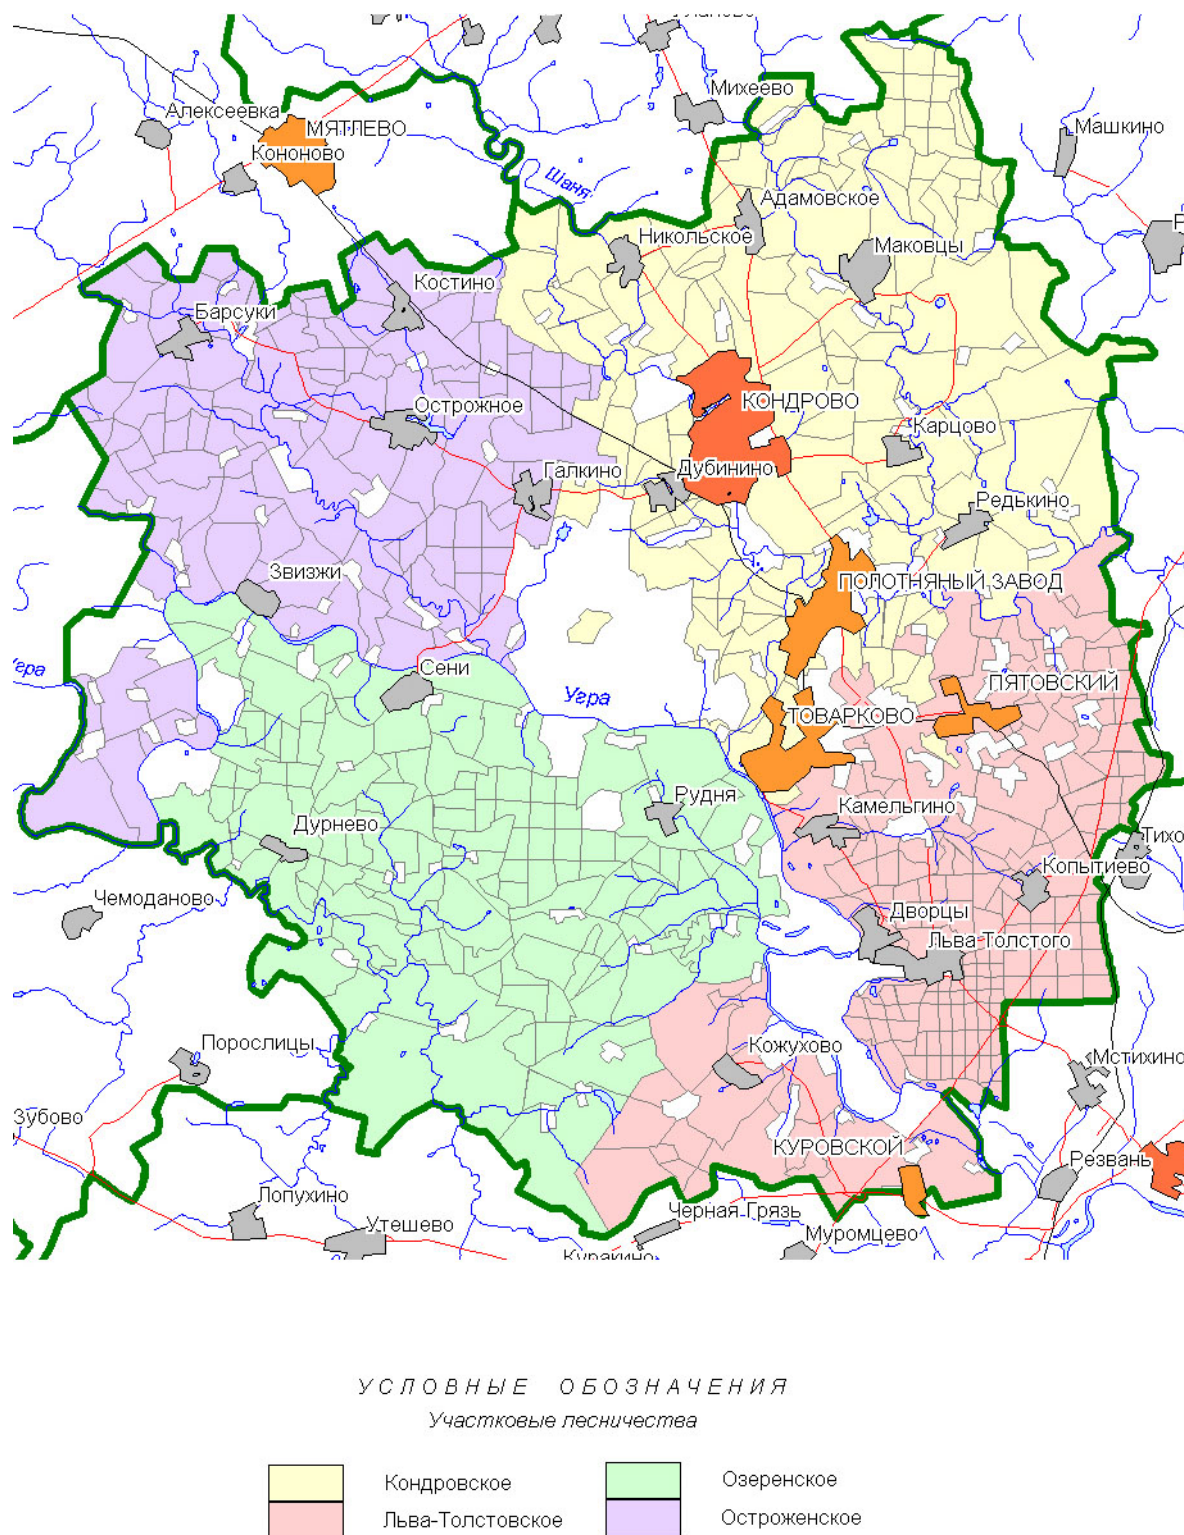 Михеево
Алексеевка
МЯТЛЕВО
Машкино
Кононово
Шаня
Адамовское
Никольское
Маковцы
Костино
Барсуки
КОНДРОВО
Острожное
Карцово
Галкино
Дубинино
Редькино
Звизжи
ПОЛОТНЯНЫЙ ЗАВОД
Угра
Сени
ПЯТОВСКИЙ
Угра
ТОВАРКОВО
Рудня
Камельгино
Дурнево
Тихо
Копытиево
Чемоданово
Дворцы
Льва Толстого
Порослицы
Кожухово
Мстихино
Зубово
КУРОВСКОЙ
Резвань
Лопухино
Черная Грязь
Утешево
Муромцево
Куракино
УСЛОВНЫЕ ОБОЗНАЧЕНИЯ
Участковые лесничества
Кондровское
Озеренское
Льва-Толстовское
Остроженское